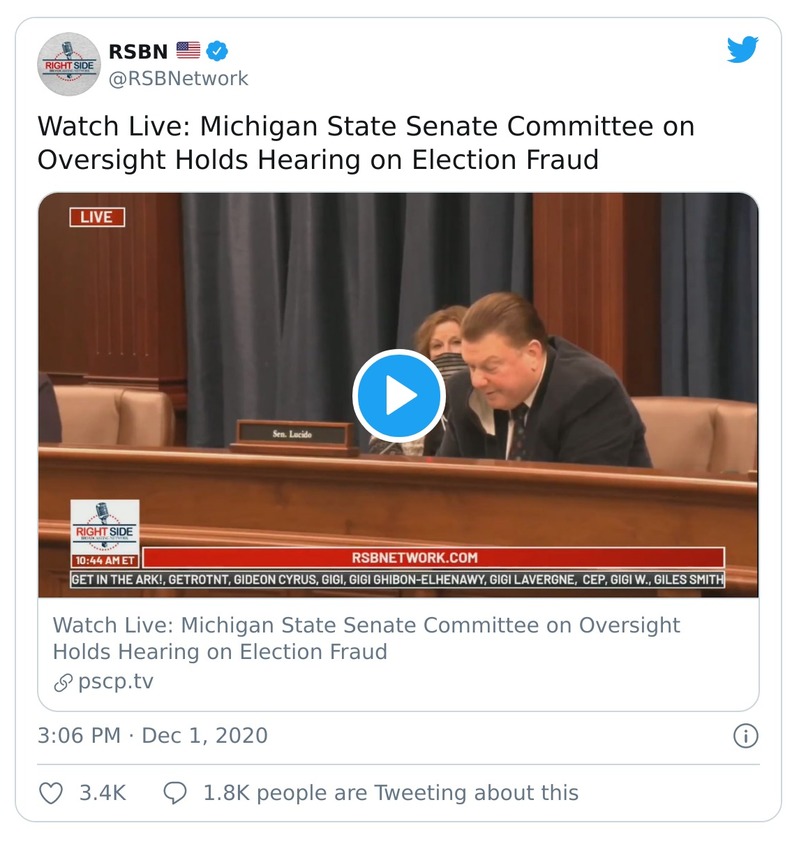 RSBN
@RSBNetwork
RIGHT SIDE
Watch Live: Michigan State Senate Committee on
Oversight Holds Hearing on Election Fraud
LIVE
Sen. Lucido
RIGHT SIDE
10:44 AM ET
RSBNETWORK.COM
GET IN THE ARK!, GETROTNT, GIDEON CYRUS, GIGI, GIGI GHIBON-ELHENAWY, GIGI LAVERGNE, CEP, GIGI W., GILES SMITH
Watch Live: Michigan State Senate Committee on Oversight
Holds Hearing on Election Fraud
pscp.tv
3:06 PM · Dec 1, 2020
3.4K 1.8K people are Tweeting about this